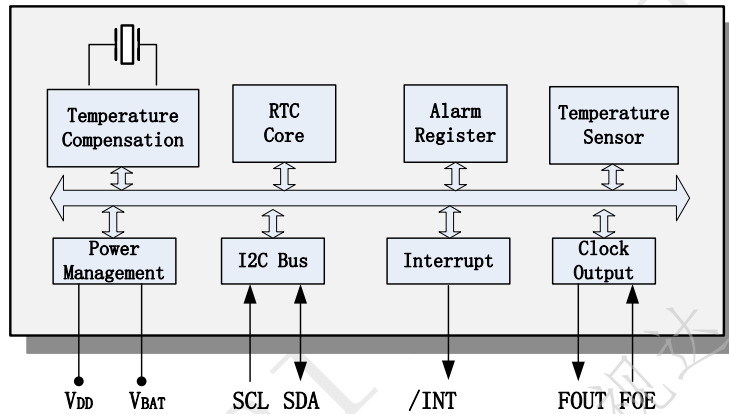 Temperature
Compensation
RTC
Core
Alarm
Register
Temperature
Sensor
Power
Management
I2C Bus
Interrupt
Clock
Output
VDD
VBAT
SCL
SDA
/INT
FOUT
FOE